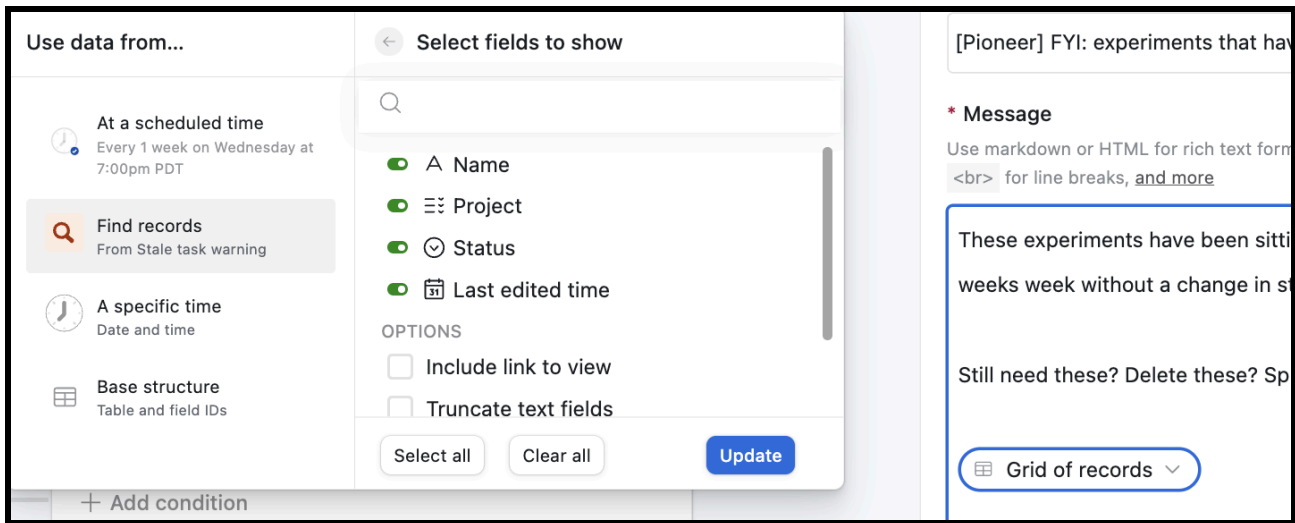 Use data from...
At a scheduled time
Every 1 week on Wednesday at
7:00pm PDT
Find records
From Stale task warning
A specific time
Date and time
Base structure
Table and field IDs
Select fields to show
Name
Project
Status
31
Last edited time
OPTIONS
Include link to view
Truncate text fields
Select all
Clear all
Update
Add condition
[Pioneer] FYI: experiments that hav
* Message
Use markdown or HTML for rich text form
<br> for line breaks, and more
These experiments have been sitti
weeks week without a change in st
Still need these? Delete these? Sp
Grid of records